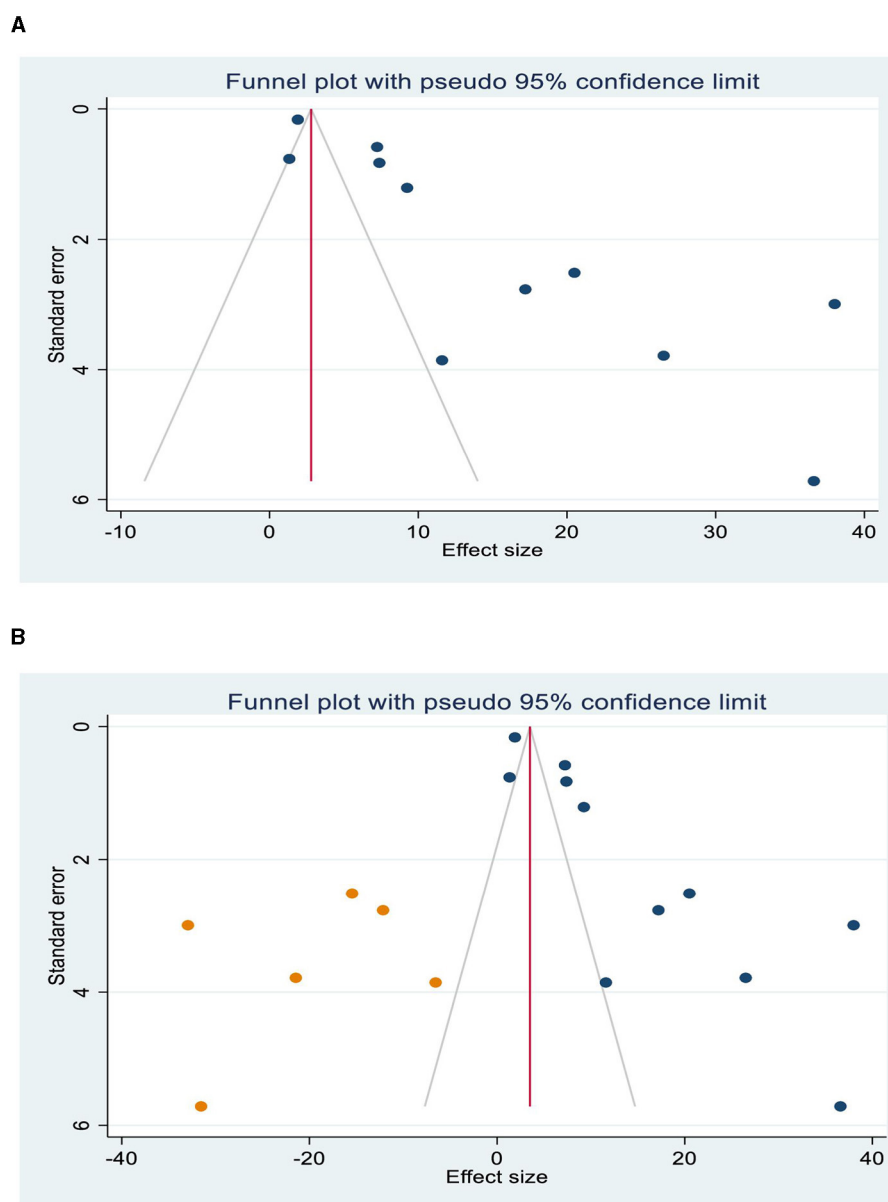 A
Funnel plot with pseudo 95% confidence limit
0
2
4
6
Standard error
-10 0 10 20 30 40
Effect size
B
Funnel plot with pseudo 95% confidence limit
0
2
4
6
Standard error
-40 -20 0 20 40
Effect size